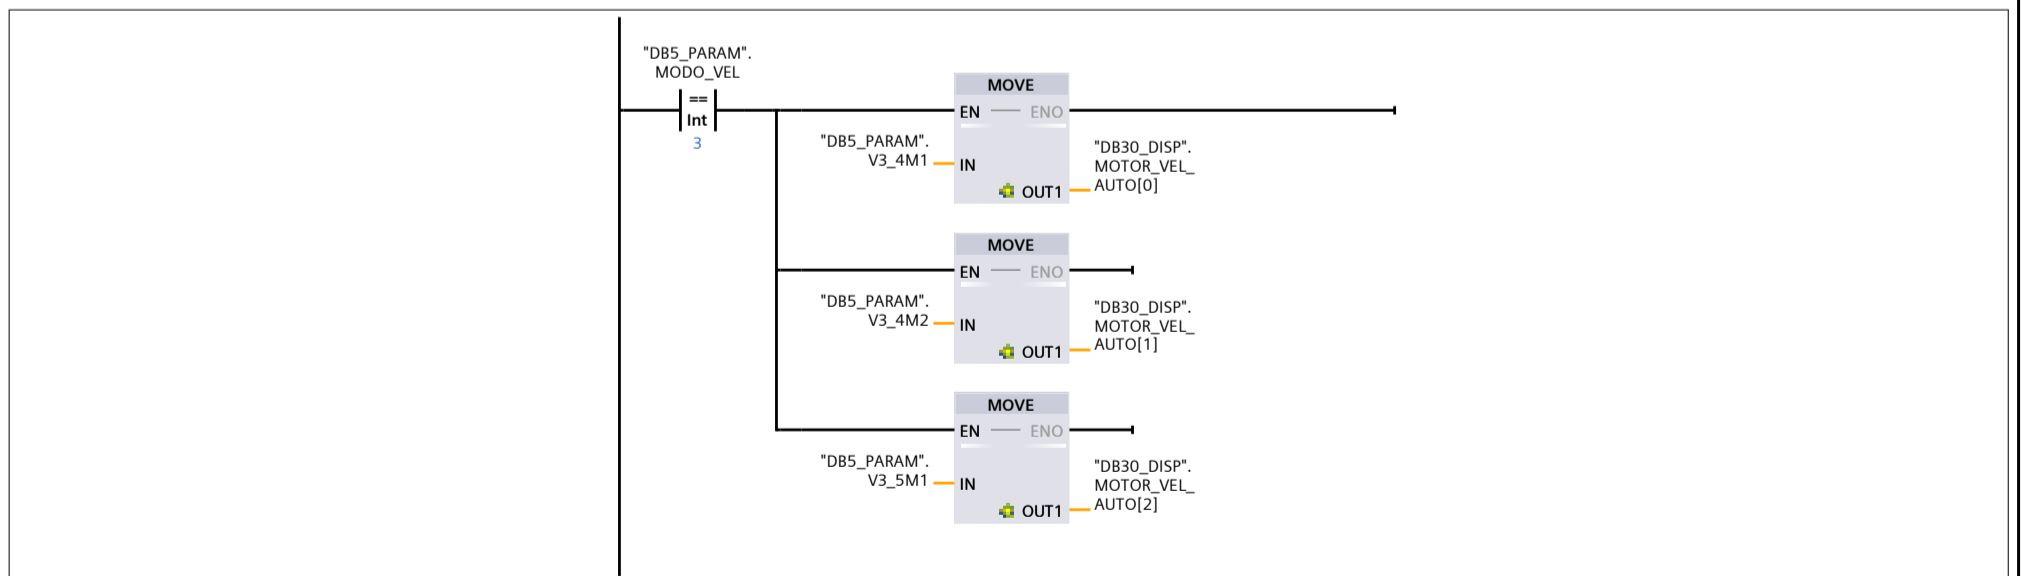 "DB5_PARAM".
MODO_VEL
==
Int
3
MOVE
EN
ENO
"DB5_PARAM".
V3_4M1
IN
OUT1
"DB30_DISP".
MOTOR_VEL_
AUTO[0]
MOVE
EN
ENO
"DB5_PARAM".
V3_4M2
IN
OUT1
"DB30_DISP".
MOTOR_VEL_
AUTO[1]
MOVE
EN
ENO
"DB5_PARAM".
V3_5M1
IN
OUT1
"DB30_DISP".
MOTOR_VEL_
AUTO[2]